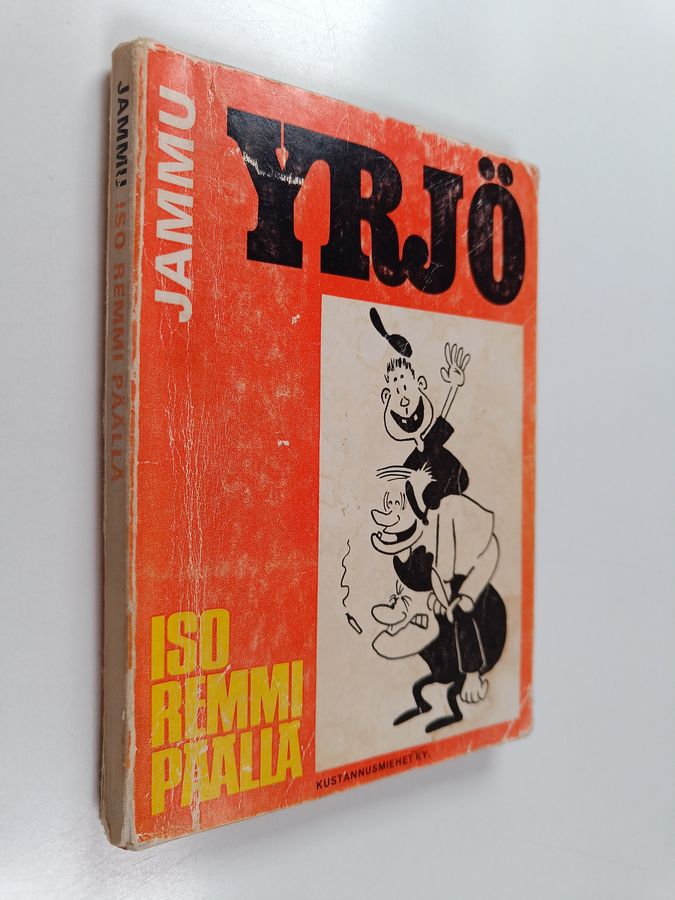 JAMMU ISO REMMI PÄÄLLÄ
JAMMU
YRJÖ
ISO
REMMI
PÄÄLLÄ
KUSTANNUSMIEHET KY.